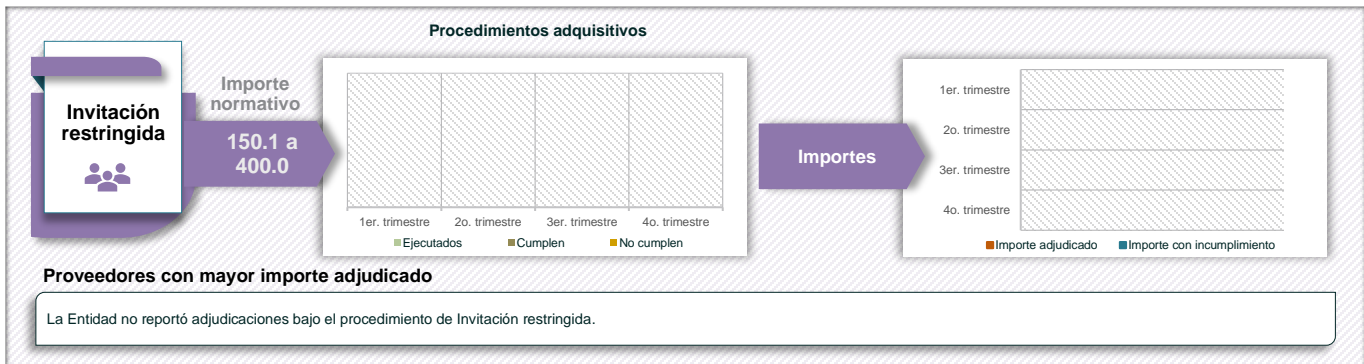 Procedimientos adquisitivos
Invitación
restringida
Importe
normativo
150.1 a
400.0
1er. trimestre
2o. trimestre
3er. trimestre
4o. trimestre
Ejecutados
Cumplen
No cumplen
Importes
1er. trimestre
2o. trimestre
3er. trimestre
4o. trimestre
Importe adjudicado
Importe con incumplimiento
Proveedores con mayor importe adjudicado
La Entidad no reportó adjudicaciones bajo el procedimiento de Invitación restringida.